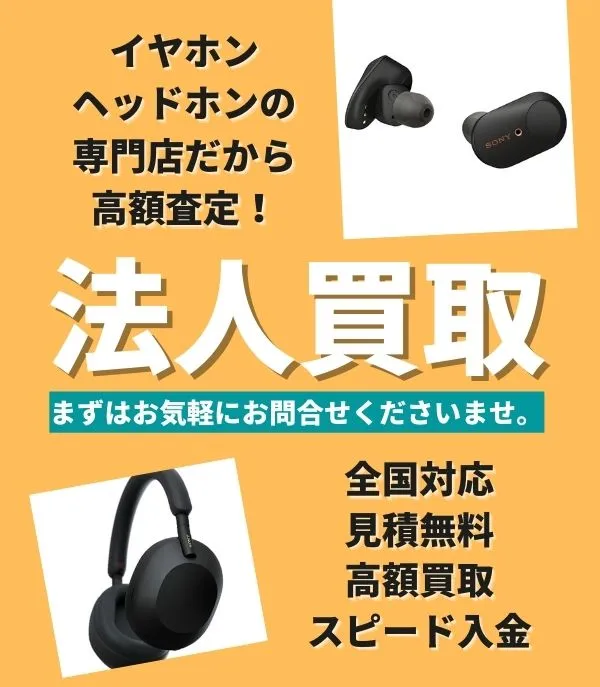 イヤホン
ヘッドホンの
専門店だから
高額査定！
SONY
法人買取
まずはお気軽にお問合せくださいませ。
全国対応
見積無料
高額買取
スピード入金
SONY